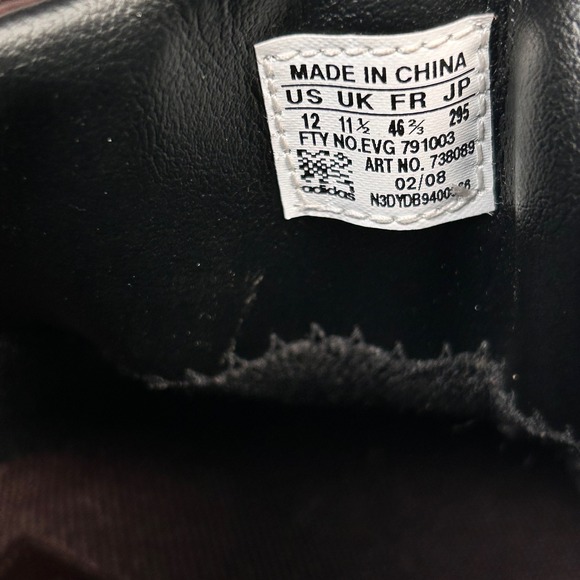 MADE IN CHINA
US UK FR JP
12 11½ 46⅔ 295
FTY NO.EVG 791003
ART NO. 738089
02/08
adidas